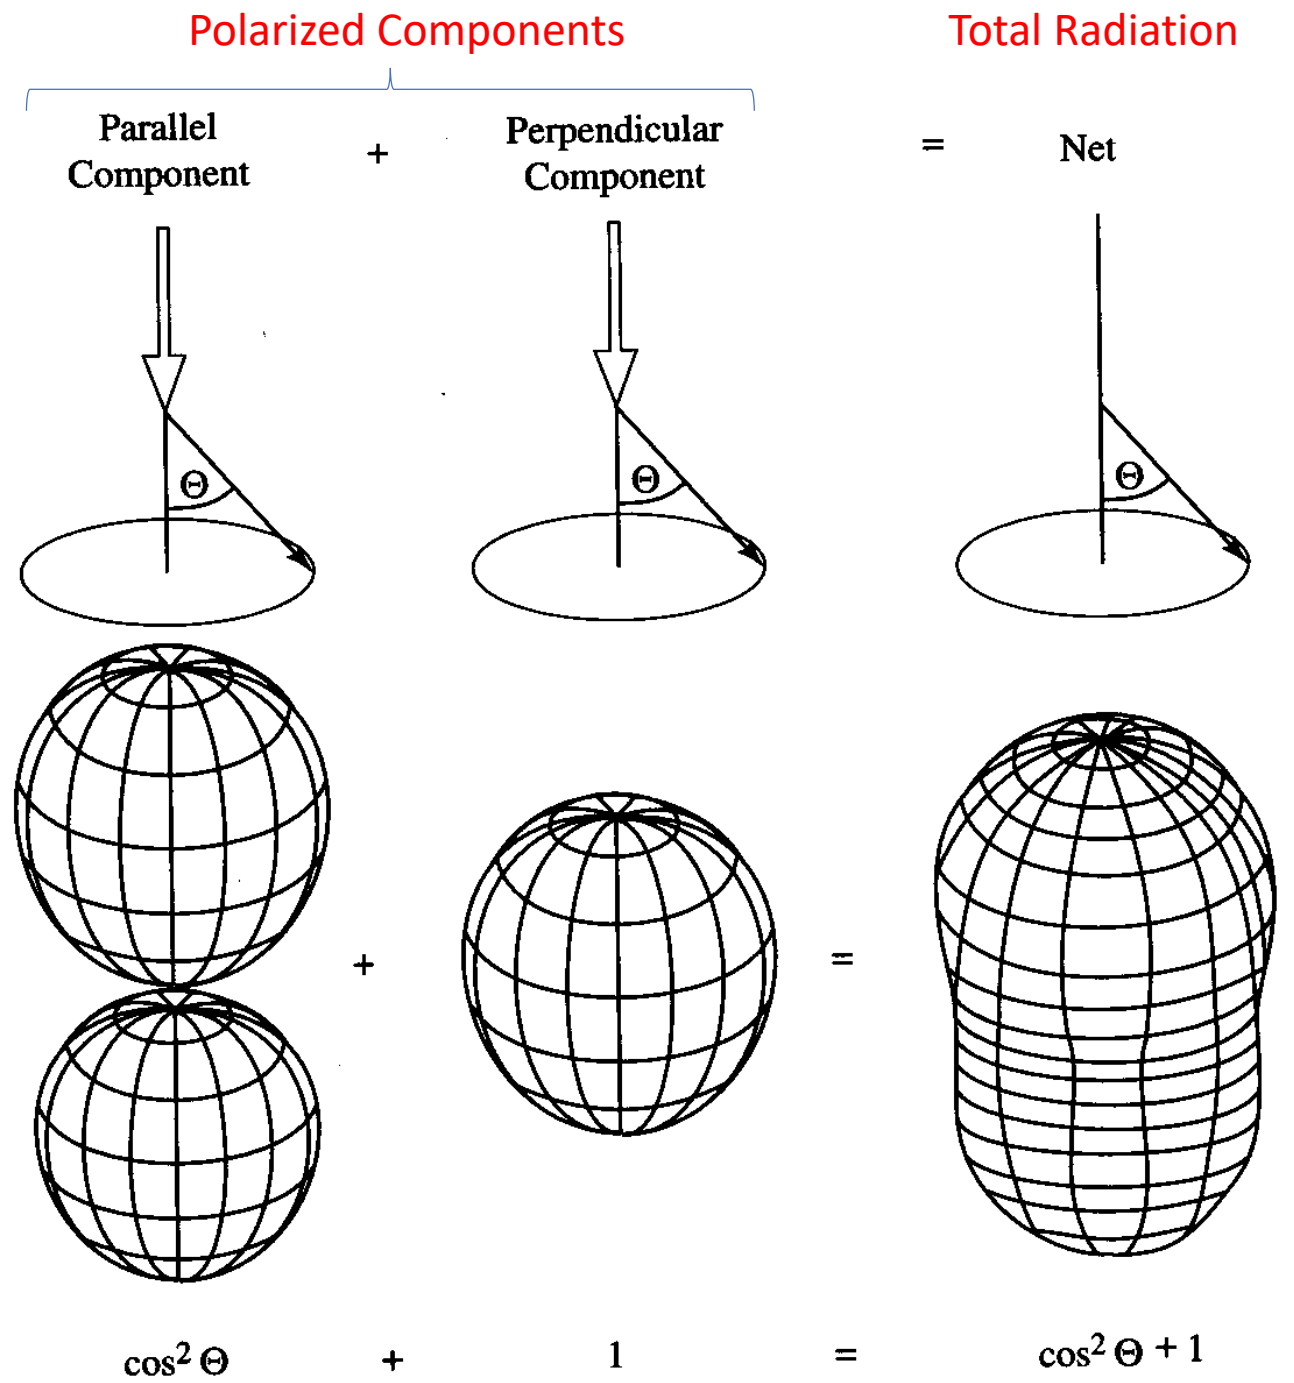 Polarized Components
Total Radiation
Parallel
Component
+
Perpendicular
Component
=
Net
Θ
Θ
Θ
+
=
cos² Θ
+
1
=
cos² Θ + 1